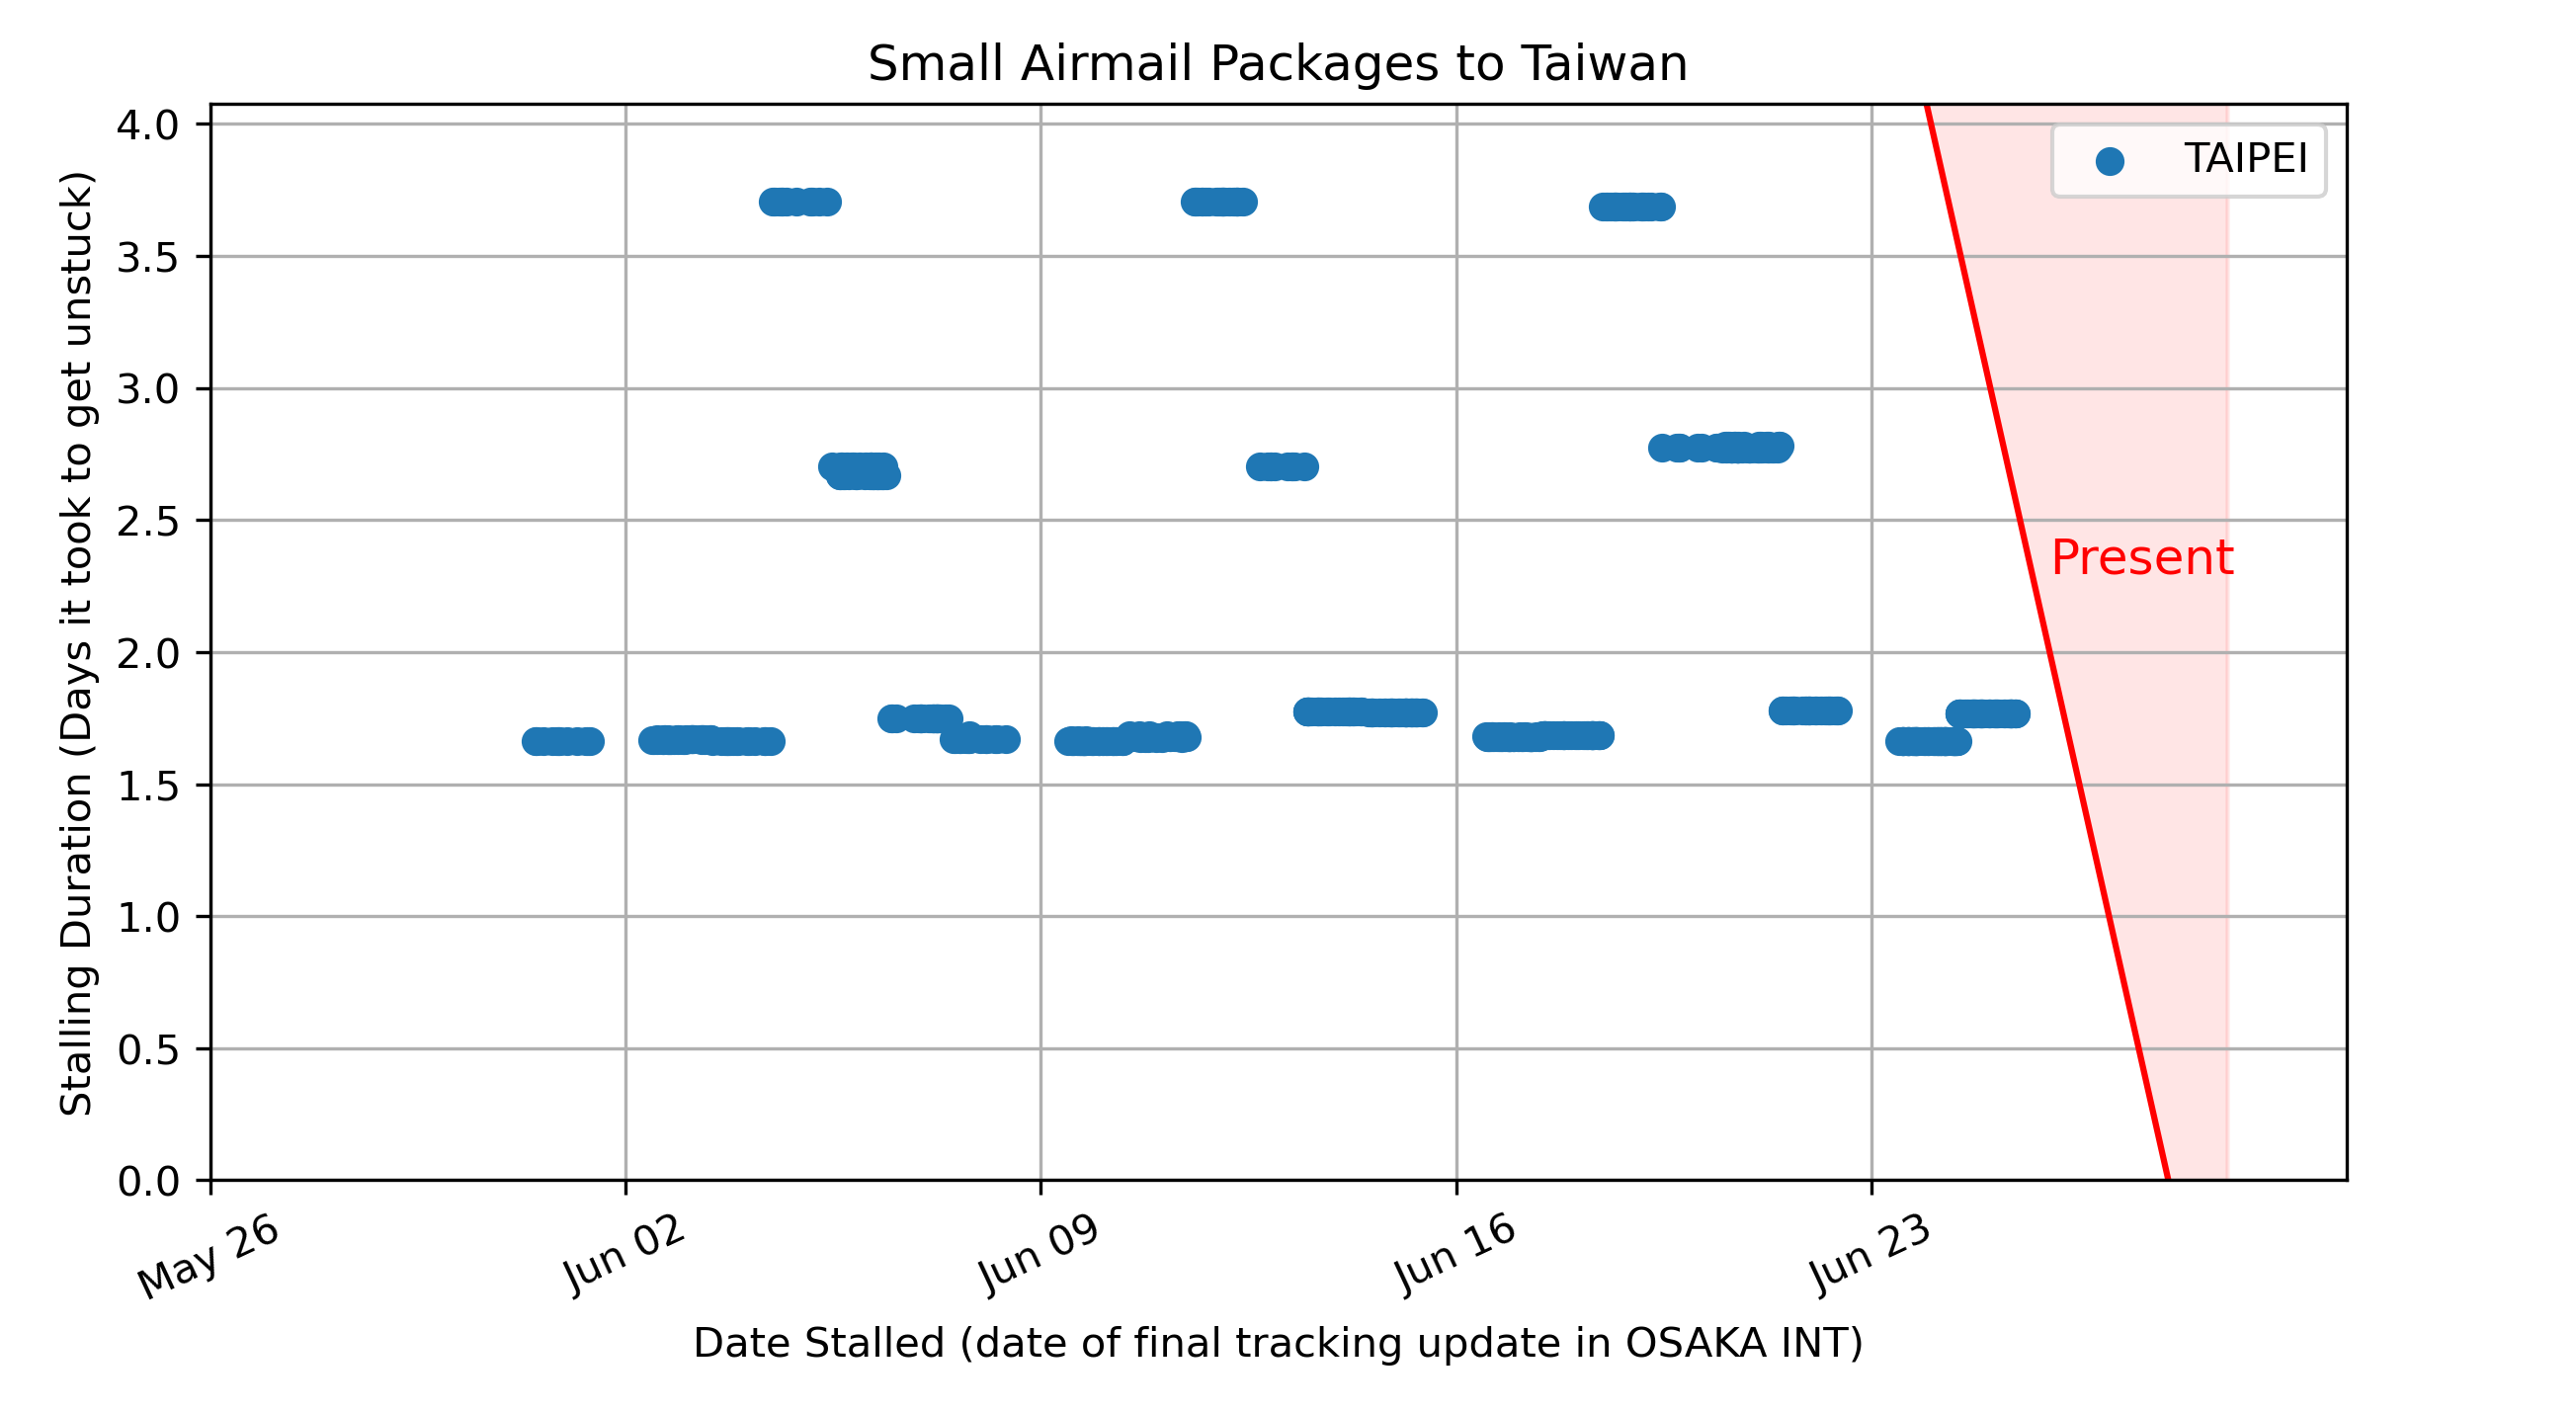 Small Airmail Packages to Taiwan
Stalling Duration (Days it took to get unstuck)
4.0
3.5
3.0
2.5
2.0
1.5
1.0
0.5
0.0
TAIPEI
Present
May 26
Jun 02
Jun 09
Jun 16
Jun 23
Date Stalled (date of final tracking update in OSAKA INT)